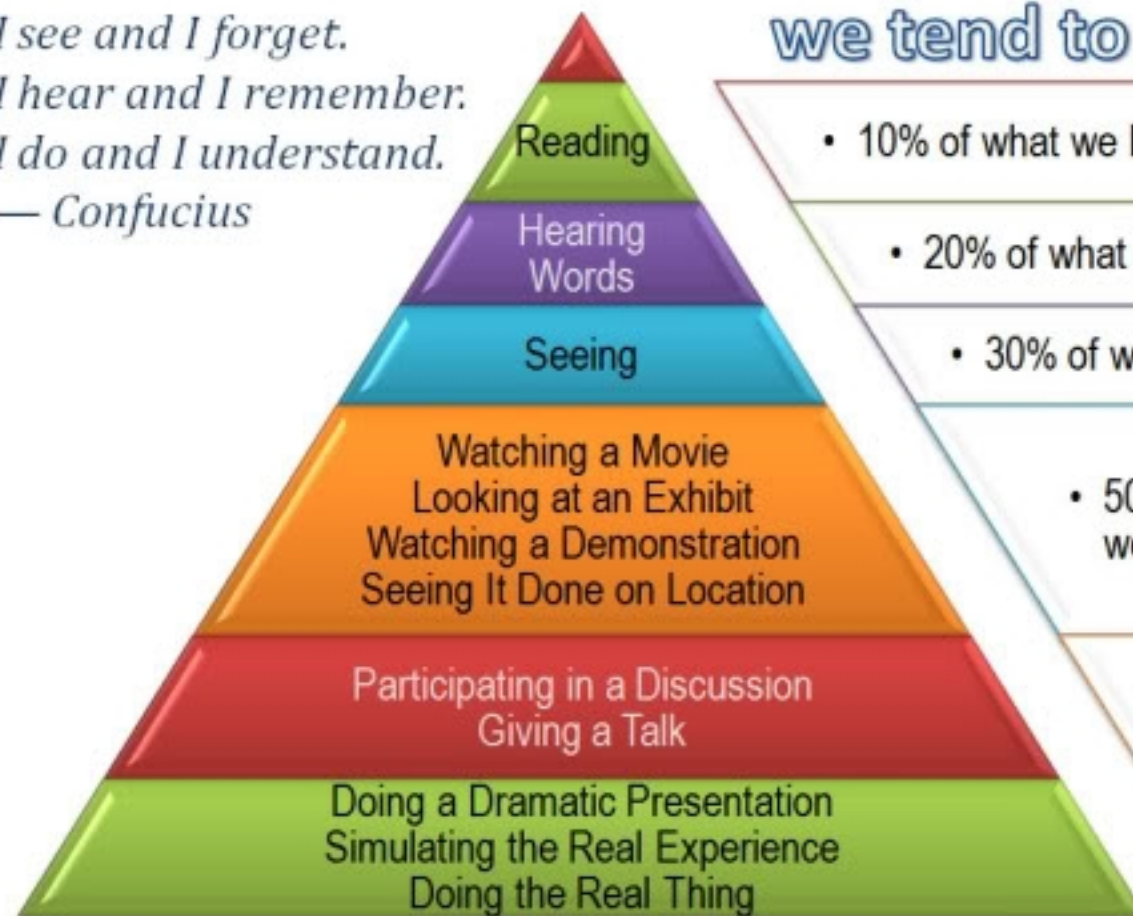 I see and I forget.
I hear and I remember.
I do and I understand.
— Confucius
we tend to
Reading
• 10% of what we
Hearing
Words
• 20% of what
Seeing
• 30% of
Watching a Movie
Looking at an Exhibit
Watching a Demonstration
Seeing It Done on Location
Participating in a Discussion
Giving a Talk
Doing a Dramatic Presentation
Simulating the Real Experience
Doing the Real Thing